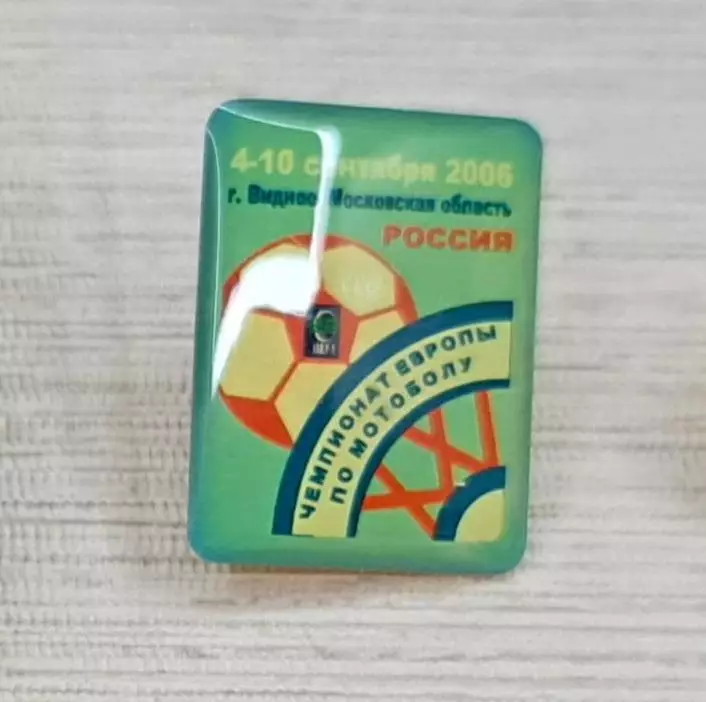 4-10 сентября 2006
г. Видное Московская область
РОССИЯ
ЧЕМПИОНАТ ЕВРОПЫ
ПО МОТОБОЛУ